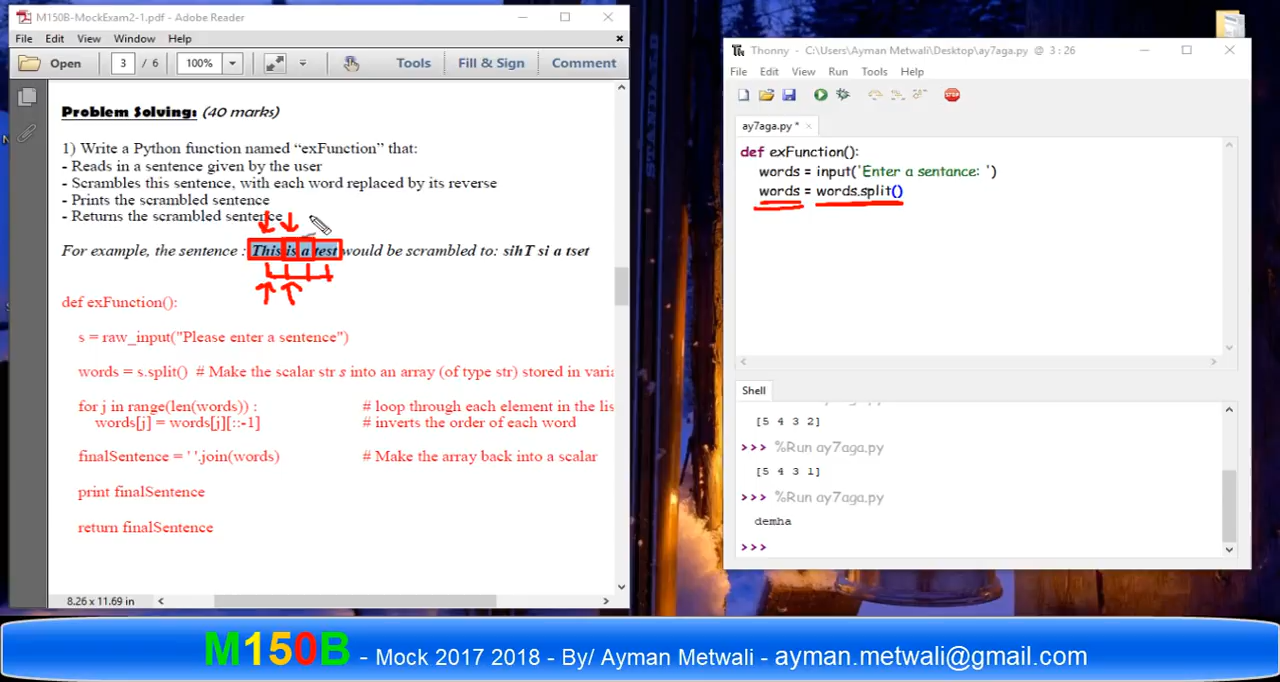 M150B-MockExam2-1.pdf - Adobe Reader
File Edit View Window Help
Open 3 / 6 100% Tools Fill & Sign Comment
Problem Solving: (40 marks)
1) Write a Python function named “exFunction” that:
- Reads in a sentence given by the user
- Scrambles this sentence, with each word replaced by its reverse
- Prints the scrambled sentence
- Returns the scrambled sentence
For example, the sentence : This is a test would be scrambled to: sihT si a tset
def exFunction():
s = raw_input("Please enter a sentence")
words = s.split() # Make the scalar str s into an array (of type str) stored in varia
for j in range(len(words)) : # loop through each element in the lis
words[j] = words[j][::-1] # inverts the order of each word
finalSentence = ' '.join(words) # Make the array back into a scalar
print finalSentence
return finalSentence
8.26 x 11.69 in
Thonny - C:\Users\Ayman Metwali\Desktop\ay7aga.py @ 3 : 26
File Edit View Run Tools Help
STOP
ay7aga.py *
def exFunction():
words = input('Enter a sentance: ')
words = words.split()
Shell
[5 4 3 2]
>>> %Run ay7aga.py
[5 4 3 1]
>>> %Run ay7aga.py
demha
>>>
M150B - Mock 2017 2018 - By/ Ayman Metwali - ayman.metwali@gmail.com